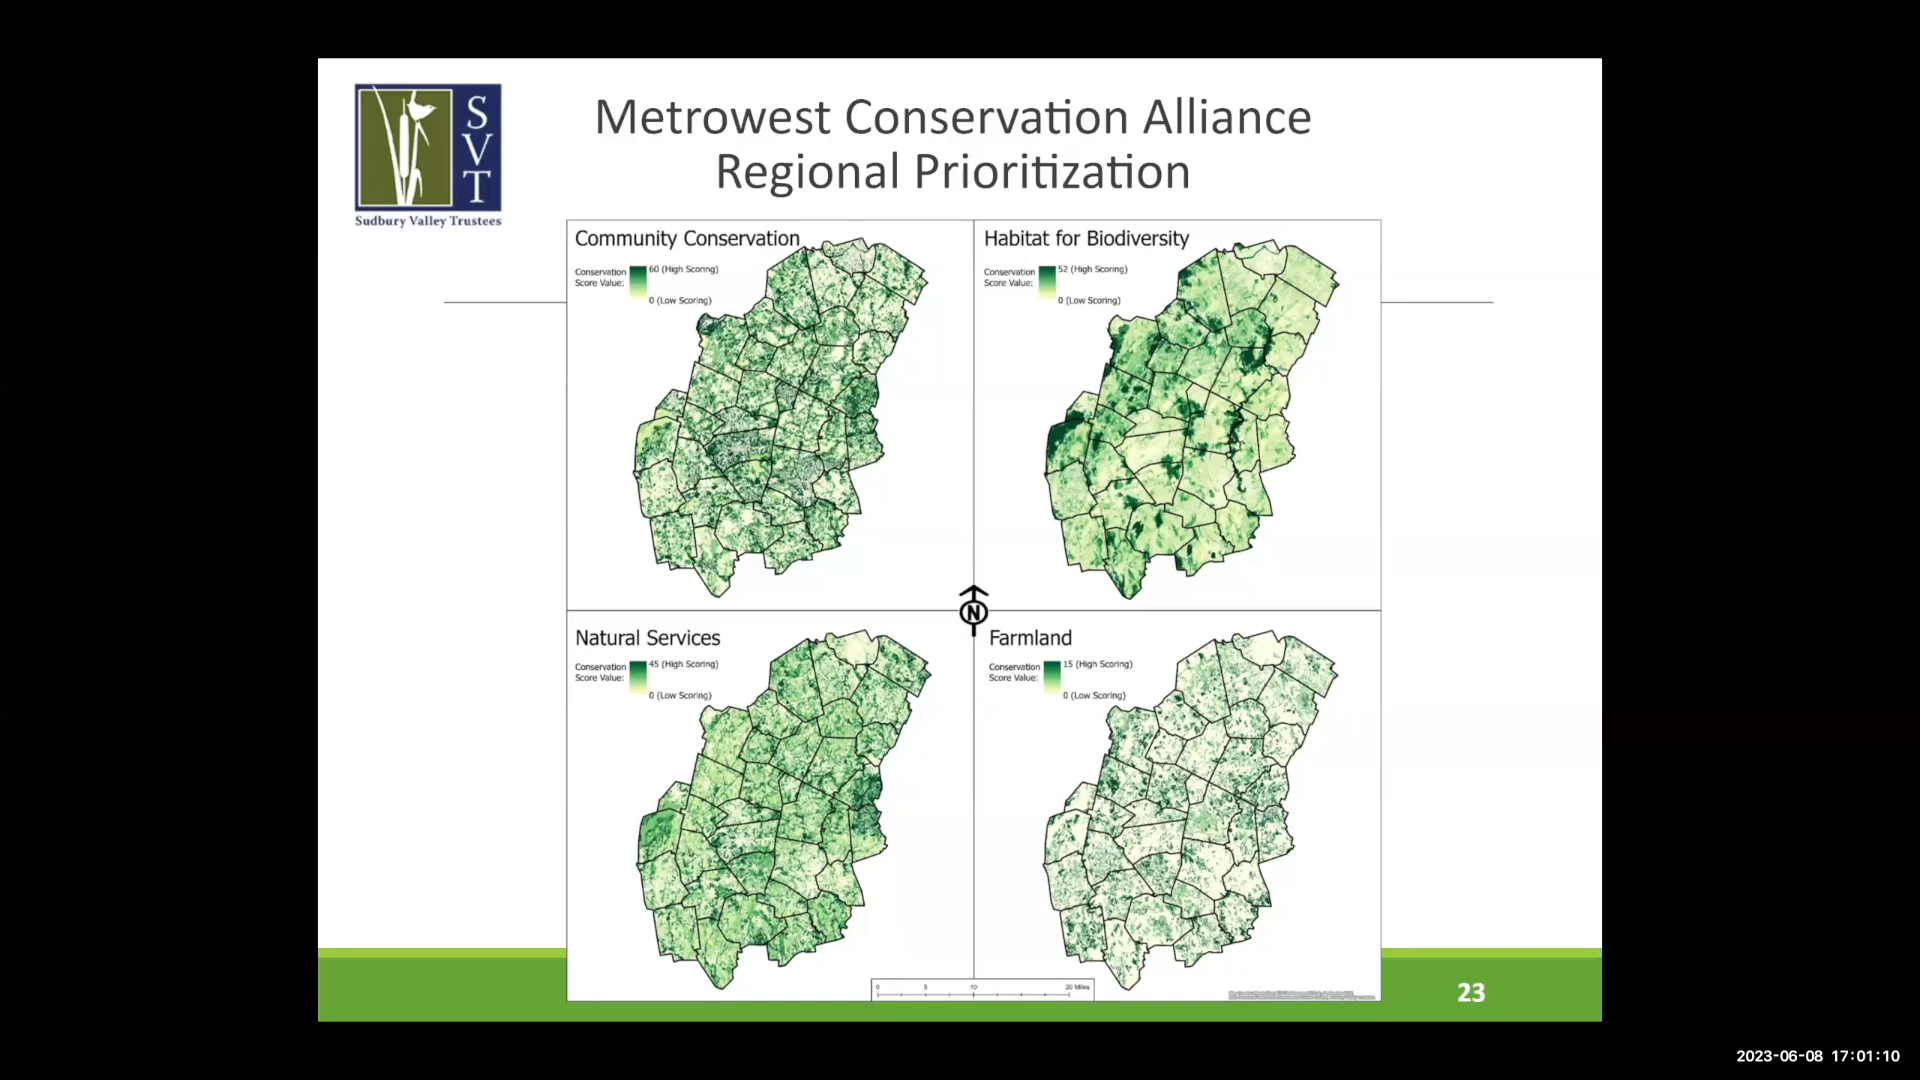 S
V
T
Sudbury Valley Trustees
Metrowest Conservation Alliance
Regional Prioritization
Community Conservation
Conservation
Score Value:
60 (High Scoring)
0 (Low Scoring)
Habitat for Biodiversity
Conservation
Score Value:
52 (High Scoring)
0 (Low Scoring)
N
Natural Services
Conservation
Score Value:
45 (High Scoring)
0 (Low Scoring)
Farmland
Conservation
Score Value:
15 (High Scoring)
0 (Low Scoring)
0 5 10 20 Miles
23
2023-06-08 17:01:10